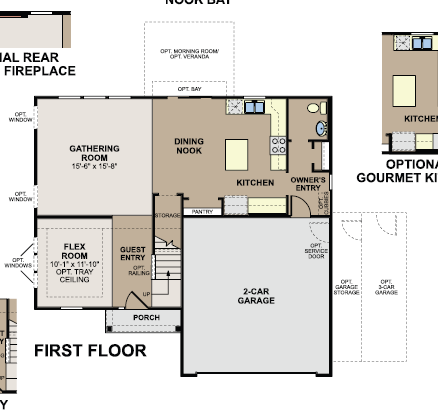 NOOK BAY
NAL REAR
FIREPLACE
OPT. MORNING ROOM/
OPT. VERANDA
OPT. BAY
OPT.
WINDOW
GATHERING
ROOM
15'-6" x 15'-8"
DINING
NOOK
KITCHEN
OWNER'S
ENTRY
OPT.
CUBBIES
KITCHEN
OPTIONA
GOURMET KI
OPT.
WINDOW
STORAGE
PANTRY
FLEX
ROOM
10'-1" x 11'-10"
OPT. TRAY
CEILING
OPT.
WINDOWS
GUEST
ENTRY
OPT.
RAILING
UP
OPT.
SERVICE
DOOR
2-CAR
GARAGE
OPT.
GARAGE
STORAGE
OPT.
3-CAR
GARAGE
PORCH
FIRST FLOOR
Y